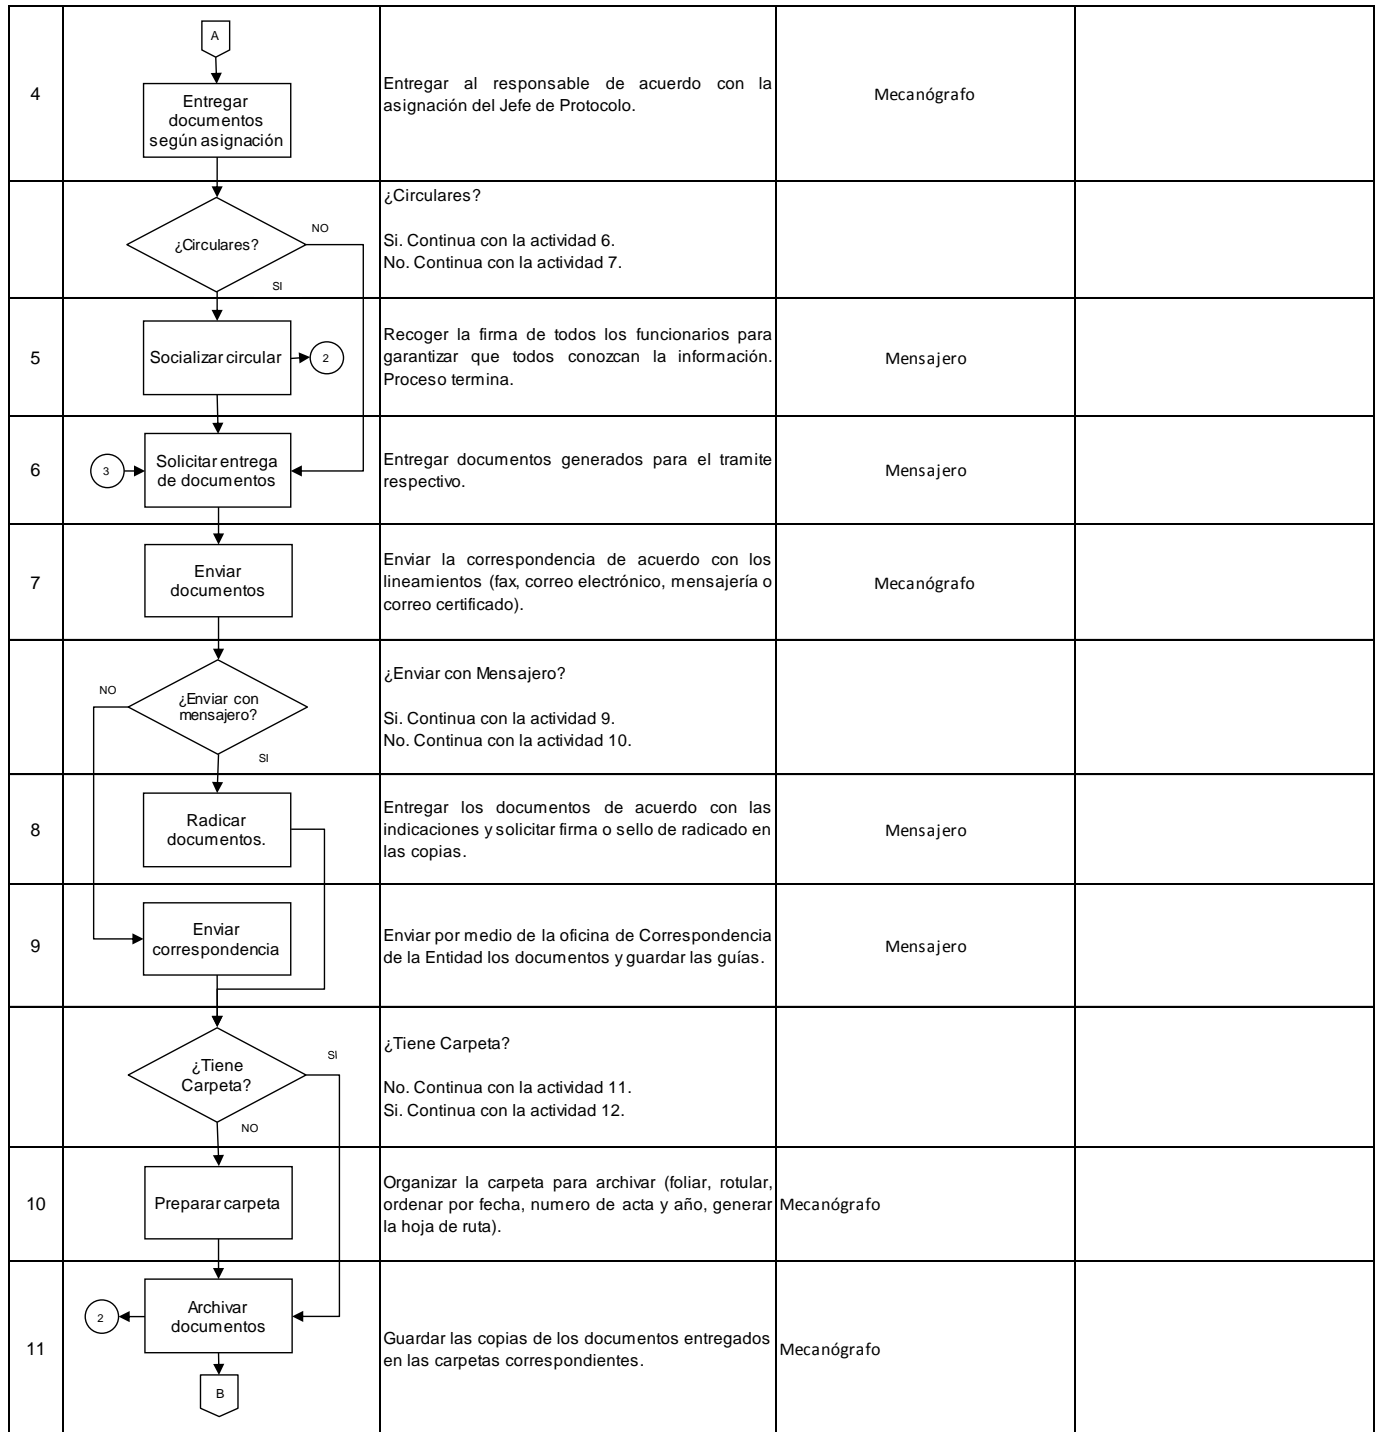 A
4
Entregar
documentos
según asignación
Entregar al responsable de acuerdo con la
asignación del Jefe de Protocolo.
Mecanógrafo
¿Circulares?
NO
SI
¿Circulares?
Si. Continua con la actividad 6.
No. Continua con la actividad 7.
5
Socializar circular
2
Recoger la firma de todos los funcionarios para
garantizar que todos conozcan la información.
Proceso termina.
Mensajero
6
3
Solicitar entrega
de documentos
Entregar documentos generados para el tramite
respectivo.
Mensajero
7
Enviar
documentos
Enviar la correspondencia de acuerdo con los
lineamientos (fax, correo electrónico, mensajería o
correo certificado).
Mecanógrafo
NO
¿Enviar con
mensajero?
SI
¿Enviar con Mensajero?
Si. Continua con la actividad 9.
No. Continua con la actividad 10.
8
Radicar
documentos.
Entregar los documentos de acuerdo con las
indicaciones y solicitar firma o sello de radicado en
las copias.
Mensajero
9
Enviar
correspondencia
Enviar por medio de la oficina de Correspondencia
de la Entidad los documentos y guardar las guías.
Mensajero
¿Tiene
Carpeta?
SI
NO
¿Tiene Carpeta?
No. Continua con la actividad 11.
Si. Continua con la actividad 12.
10
Preparar carpeta
Organizar la carpeta para archivar (foliar, rotular,
ordenar por fecha, numero de acta y año, generar
la hoja de ruta).
Mecanógrafo
11
2
Archivar
documentos
B
Guardar las copias de los documentos entregados
en las carpetas correspondientes.
Mecanógrafo